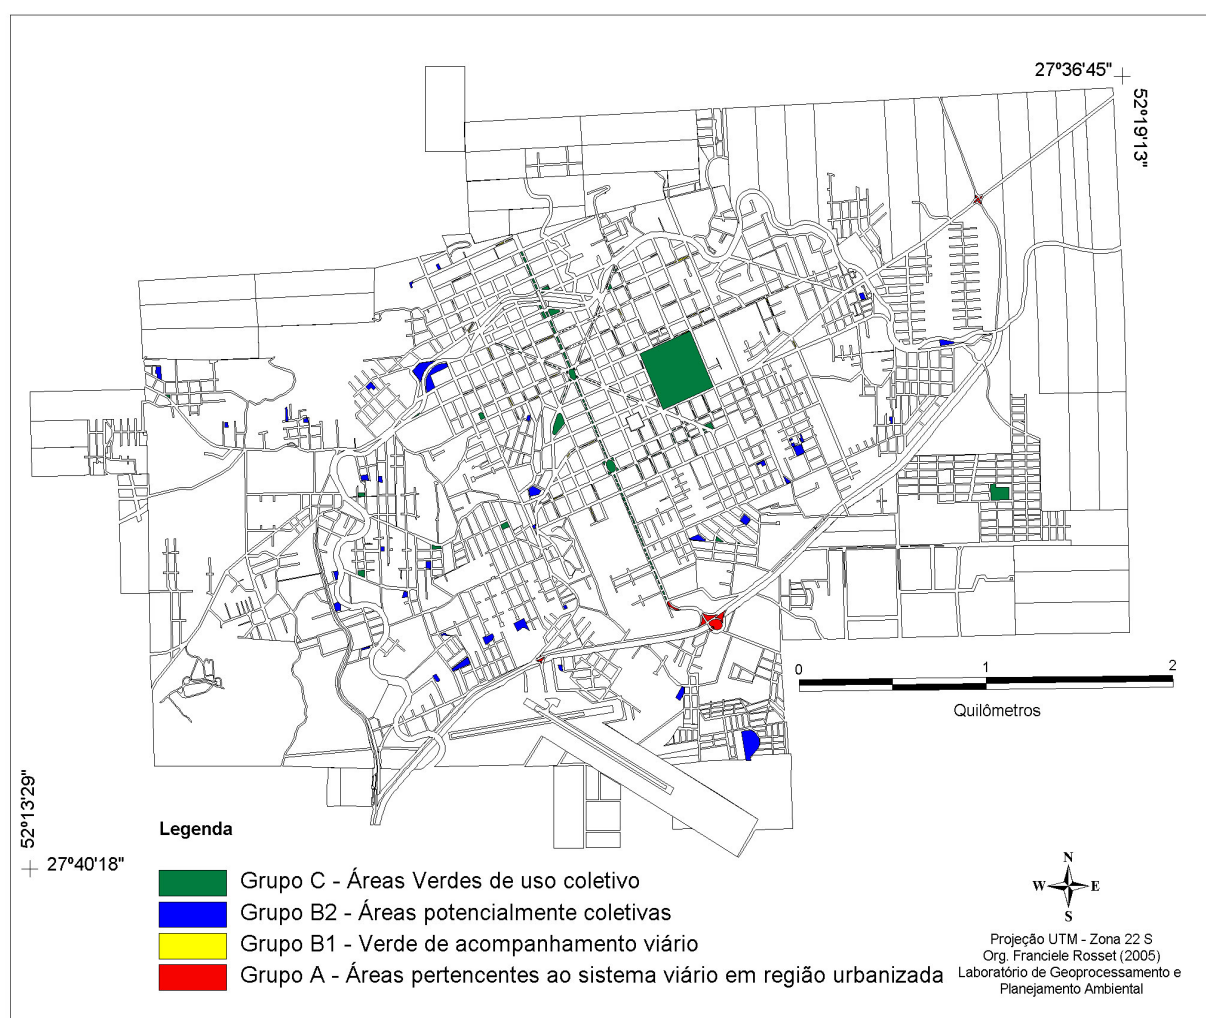 27º36'45"
52º19'13"
0 1 2
Quilômetros
52º13'29"
27º40'18"
Legenda
Grupo C - Áreas Verdes de uso coletivo
Grupo B2 - Áreas potencialmente coletivas
Grupo B1 - Verde de acompanhamento viário
Grupo A - Áreas pertencentes ao sistema viário em região urbanizada
N
W E
S
Projeção UTM - Zona 22 S
Org. Franciele Rosset (2005)
Laboratório de Geoprocessamento e
Planejamento Ambiental